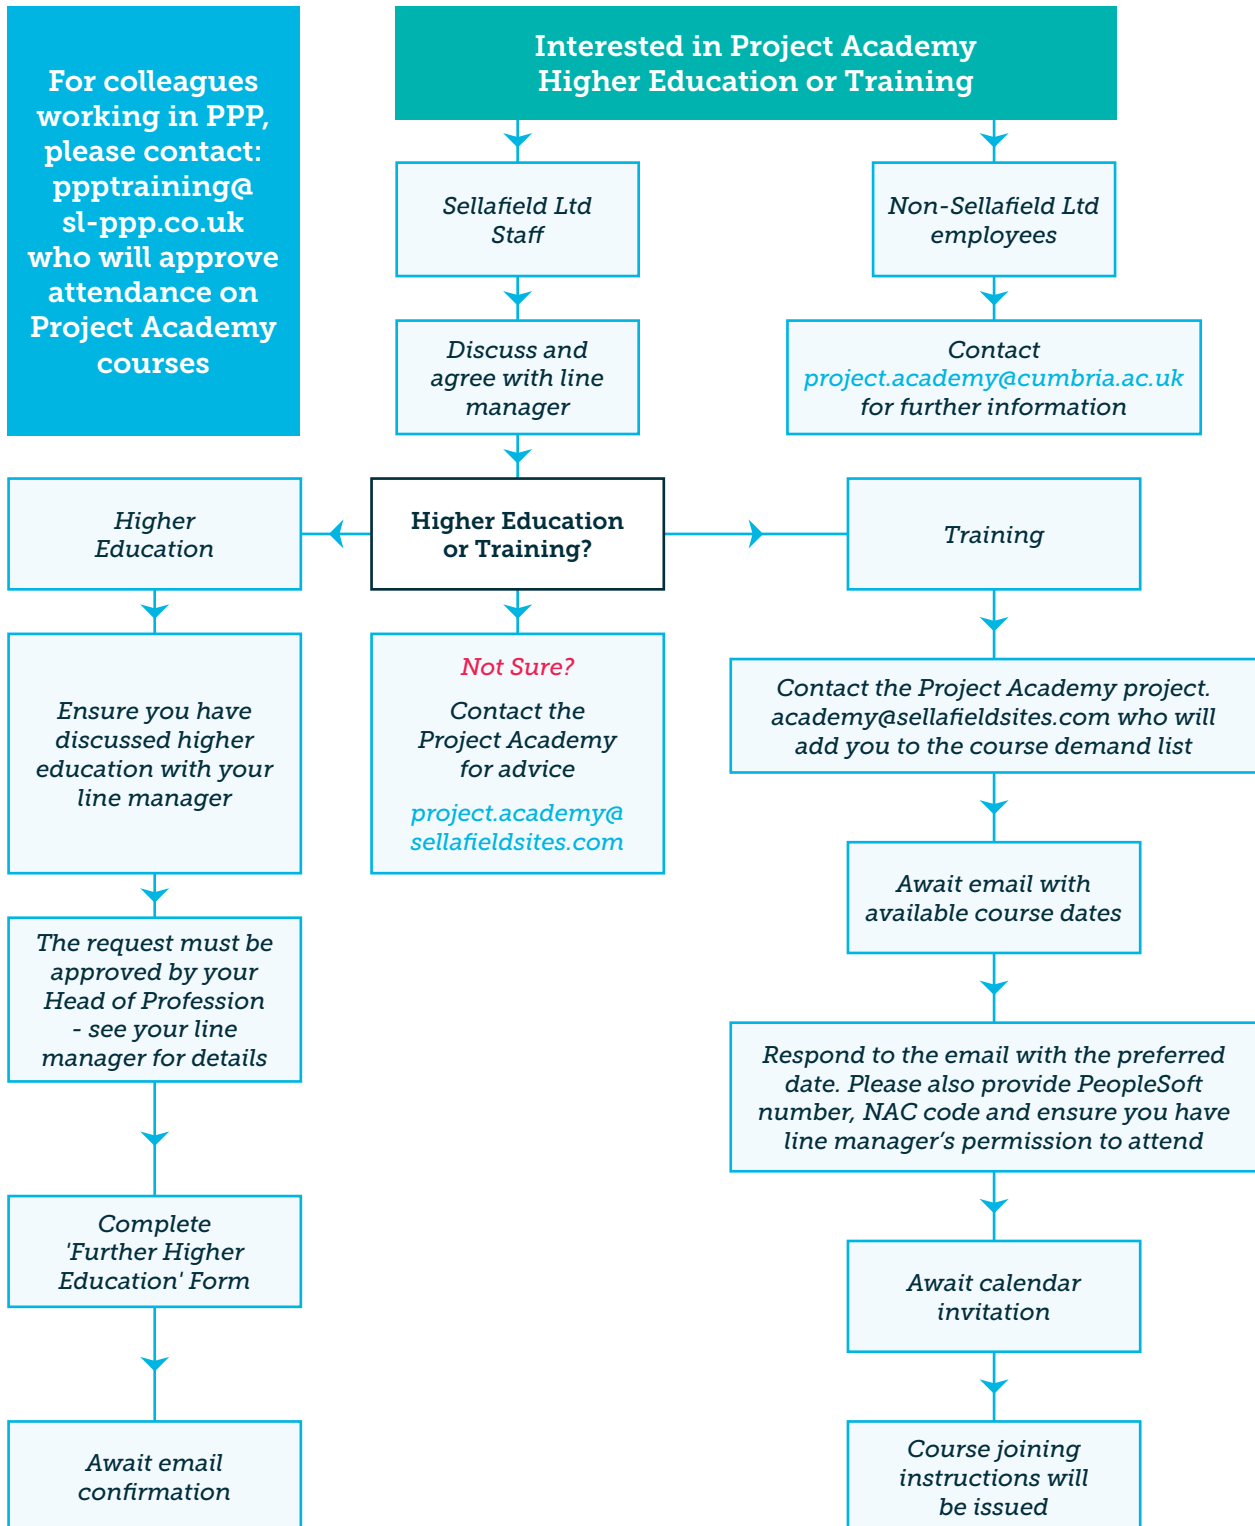 For colleagues
working in PPP,
please contact:
ppptraining@
sl-ppp.co.uk
who will approve
attendance on
Project Academy
courses
Interested in Project Academy
Higher Education or Training
Sellafield Ltd
Staff
Non-Sellafield Ltd
employees
Discuss and
agree with line
manager
Contact
project.academy@cumbria.ac.uk
for further information
Higher
Education
Higher Education
or Training?
Training
Ensure you have
discussed higher
education with your
line manager
Not Sure?
Contact the
Project Academy
for advice
project.academy@
sellafieldsites.com
Contact the Project Academy project.
academy@sellafieldsites.com who will
add you to the course demand list
Await email with
available course dates
The request must be
approved by your
Head of Profession
- see your line
manager for details
Respond to the email with the preferred
date. Please also provide PeopleSoft
number, NAC code and ensure you have
line manager’s permission to attend
Complete
'Further Higher
Education' Form
Await calendar
invitation
Await email
confirmation
Course joining
instructions will
be issued